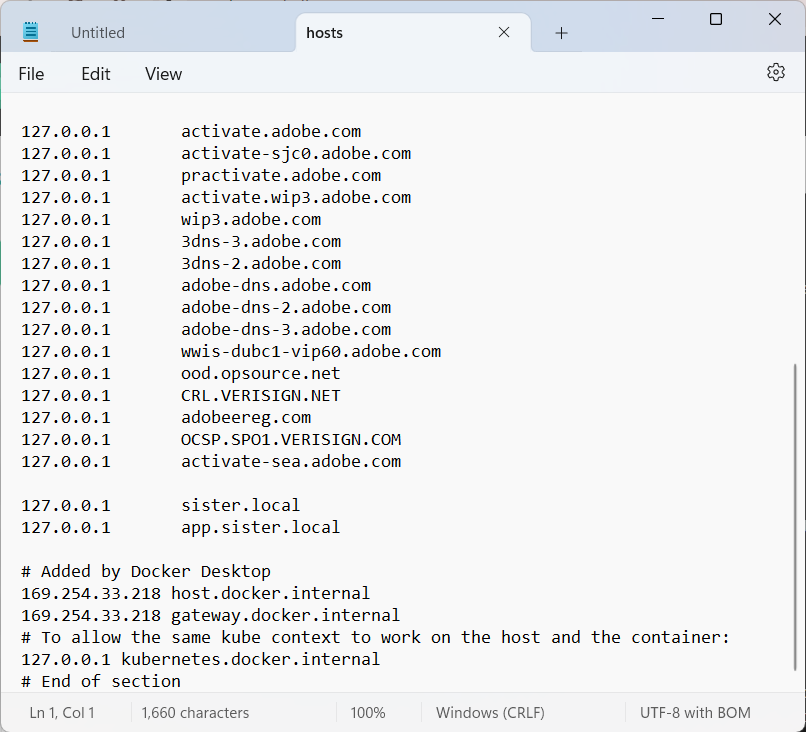 Untitled
hosts
File Edit View
127.0.0.1       activate.adobe.com
127.0.0.1       activate-sjc0.adobe.com
127.0.0.1       practivate.adobe.com
127.0.0.1       activate.wip3.adobe.com
127.0.0.1       wip3.adobe.com
127.0.0.1       3dns-3.adobe.com
127.0.0.1       3dns-2.adobe.com
127.0.0.1       adobe-dns.adobe.com
127.0.0.1       adobe-dns-2.adobe.com
127.0.0.1       adobe-dns-3.adobe.com
127.0.0.1       wwis-dubc1-vip60.adobe.com
127.0.0.1       ood.opsource.net
127.0.0.1       CRL.VERISIGN.NET
127.0.0.1       adobeereg.com
127.0.0.1       OCSP.SPO1.VERISIGN.COM
127.0.0.1       activate-sea.adobe.com
127.0.0.1       sister.local
127.0.0.1       app.sister.local
# Added by Docker Desktop
169.254.33.218 host.docker.internal
169.254.33.218 gateway.docker.internal
# To allow the same kube context to work on the host and the container:
127.0.0.1 kubernetes.docker.internal
# End of section
Ln 1, Col 1 1,660 characters 100% Windows (CRLF) UTF-8 with BOM